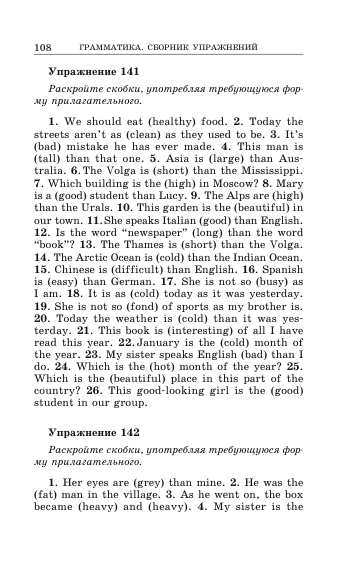 108 ГРАММАТИКА. СБОРНИК УПРАЖНЕНИЙ
Упражнение 141
Раскройте скобки, употребляя требующуюся фор-
му прилагательного.
1. We should eat (healthy) food. 2. Today the
streets aren't as (clean) as they used to be. 3. It's
(bad) mistake he has ever made. 4. This man is
(tall) than that one. 5. Asia is (large) than Aus-
tralia. 6. The Volga is (short) than the Mississippi.
7. Which building is the (high) in Moscow? 8. Mary
is a (good) student than Lucy. 9. The Alps are (high)
than the Urals. 10. This garden is the (beautiful) in
our town. 11. She speaks Italian (good) than English.
12. Is the word “newspaper” (long) than the word
“book”? 13. The Thames is (short) than the Volga.
14. The Arctic Ocean is (cold) than the Indian Ocean.
15. Chinese is (difficult) than English. 16. Spanish
is (easy) than German. 17. She is not so (busy) as
I am. 18. It is as (cold) today as it was yesterday.
19. She is not so (fond) of sports as my brother is.
20. Today the weather is (cold) than it was yes-
terday. 21. This book is (interesting) of all I have
read this year. 22. January is the (cold) month of
the year. 23. My sister speaks English (bad) than I
do. 24. Which is the (hot) month of the year? 25.
Which is the (beautiful) place in this part of the
country? 26. This good-looking girl is the (good)
student in our group.
Упражнение 142
Раскройте скобки, употребляя требующуюся фор-
му прилагательного.
1. Her eyes are (grey) than mine. 2. He was the
(fat) man in the village. 3. As he went on, the box
became (heavy) and (heavy). 4. My sister is the